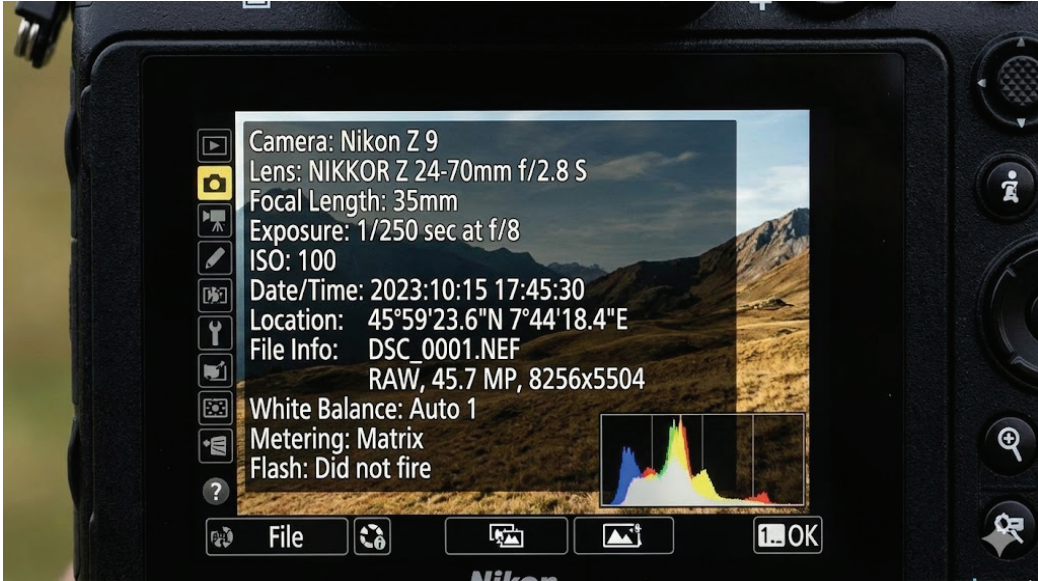 Camera: Nikon Z 9
Lens: NIKKOR Z 24-70mm f/2.8 S
Focal Length: 35mm
Exposure: 1/250 sec at f/8
ISO: 100
Date/Time: 2023:10:15 17:45:30
Location: 45°59'23.6"N 7°44'18.4"E
File Info: DSC_0001.NEF
RAW, 45.7 MP, 8256x5504
White Balance: Auto 1
Metering: Matrix
Flash: Did not fire
?
File
1... OK
Nikon